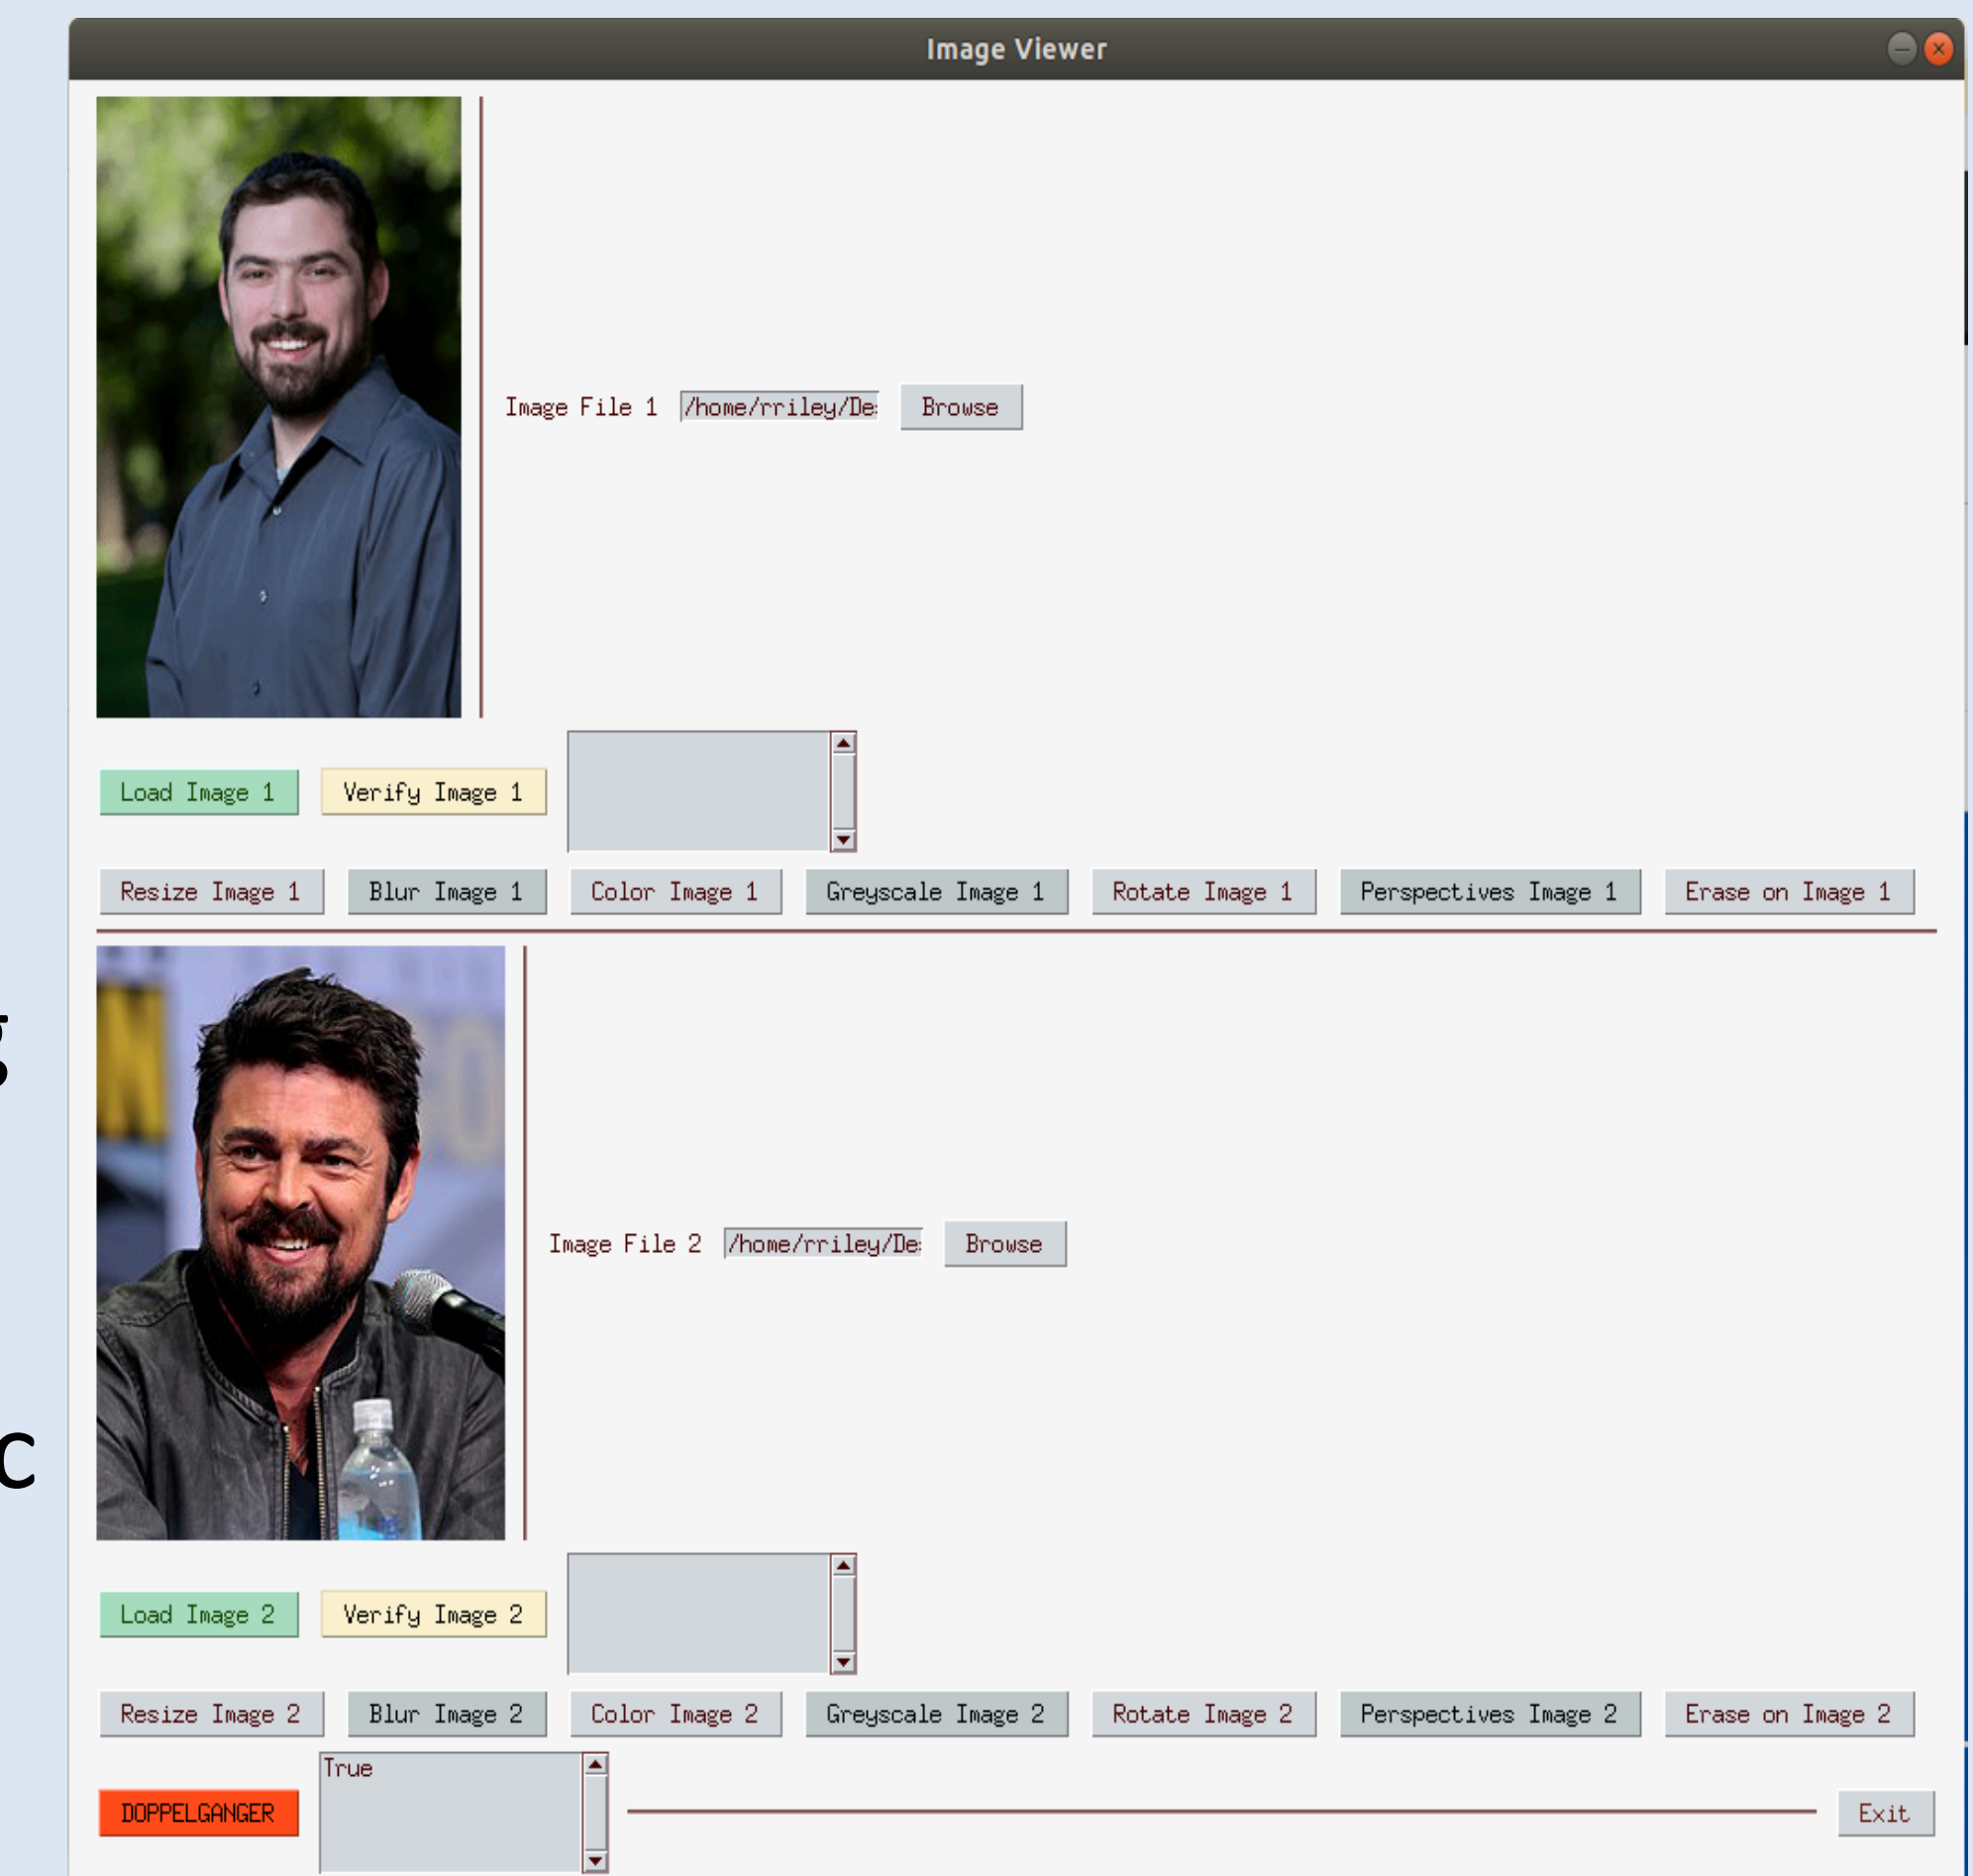 Image Viewer
Image File 1 /home/rriley/De Browse
Load Image 1 Verify Image 1
Resize Image 1 Blur Image 1 Color Image 1 Greyscale Image 1 Rotate Image 1 Perspectives Image 1 Erase on Image 1
g
Image File 2 /home/rriley/De Browse
c
Load Image 2 Verify Image 2
Resize Image 2 Blur Image 2 Color Image 2 Greyscale Image 2 Rotate Image 2 Perspectives Image 2 Erase on Image 2
True
DOPPELGANGER Exit